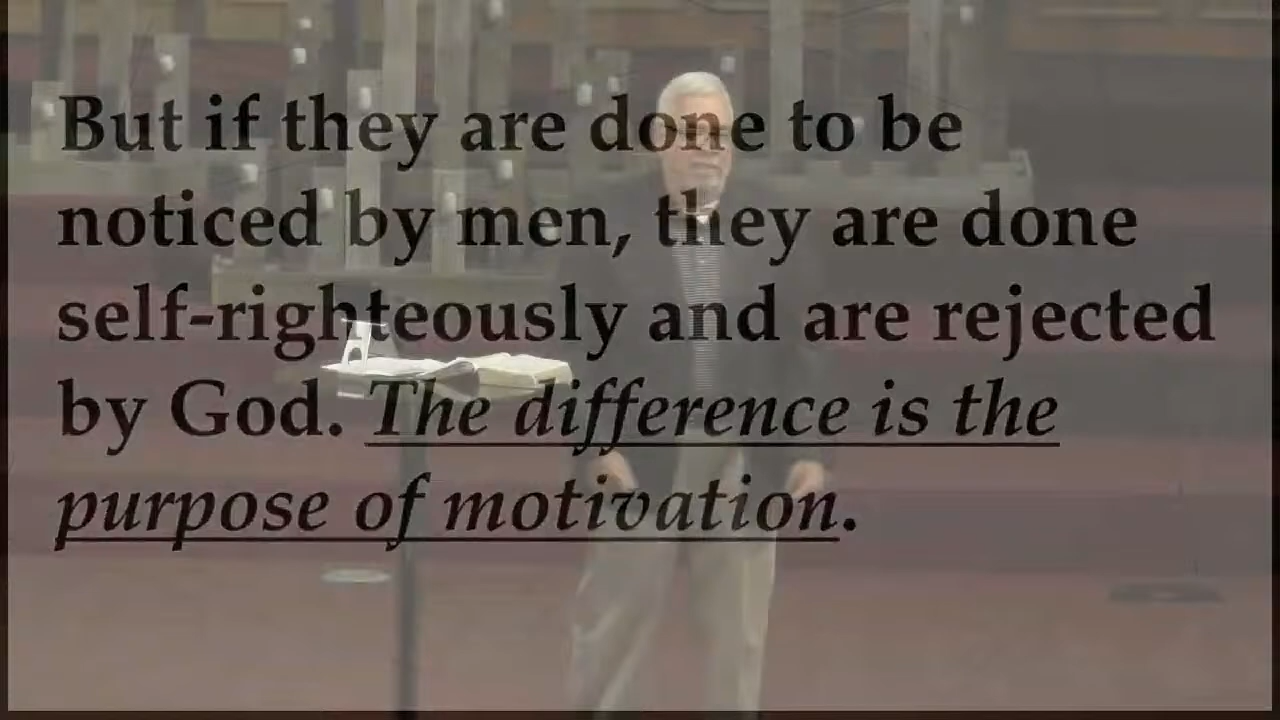 But if they are done to be
noticed by men, they are done
self-righteously and are rejected
by God. The difference is the
purpose of motivation.